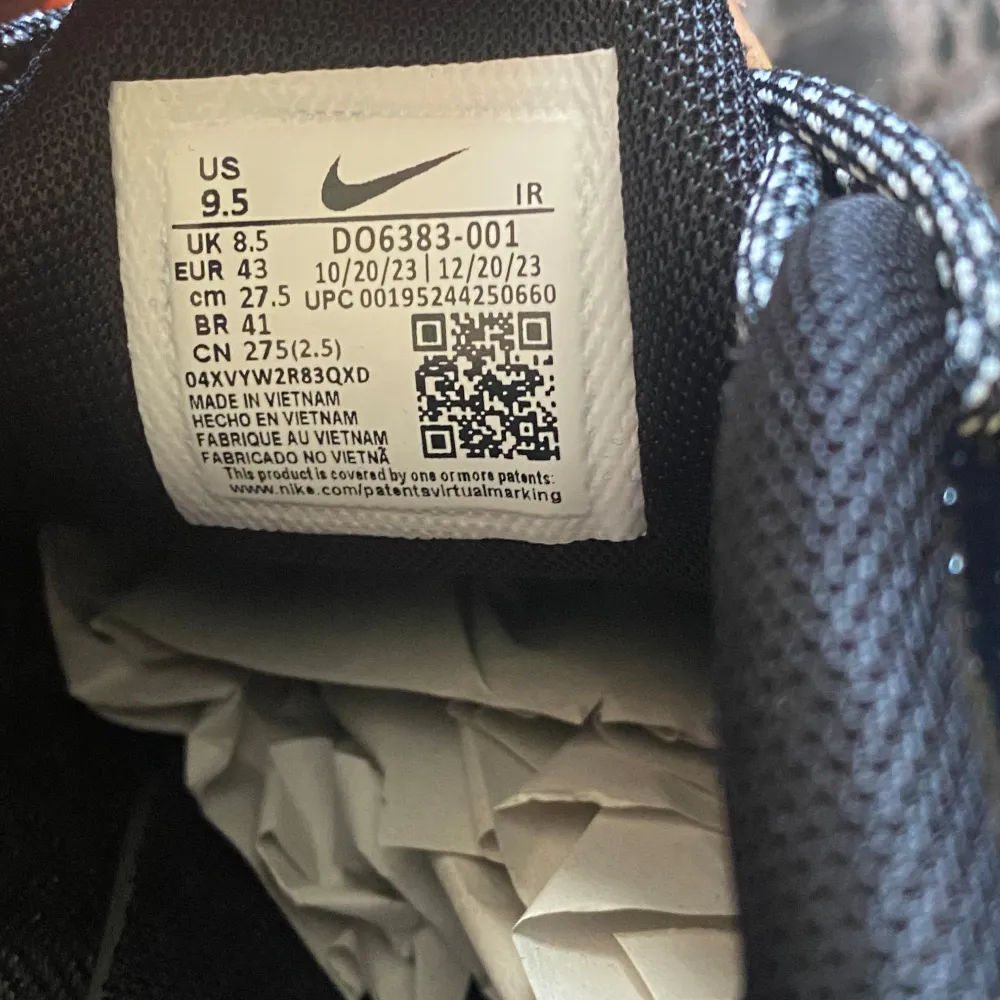 US
9.5 IR
UK 8.5 DO6383-001
EUR 43 10/20/23 | 12/20/23
cm 27.5 UPC 00195244250660
BR 41
CN 275(2.5)
04XVYW2R83QXD
MADE IN VIETNAM
HECHO EN VIETNAM
FABRIQUE AU VIETNAM
FABRICADO NO VIETNÃ
This product is covered by one or more patents:
www.nike.com/patentsvirtualmarking